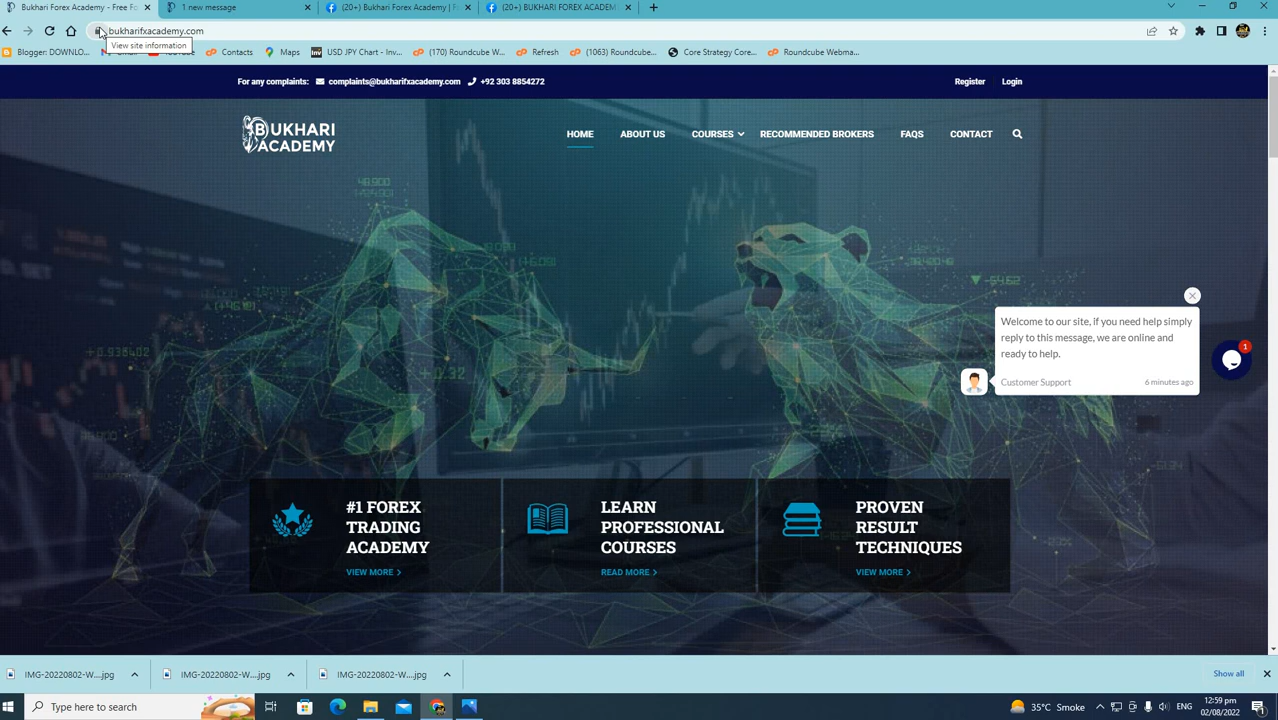 Bukhari Forex Academy - Free Fo
1 new message
(20+) Bukhari Forex Academy | F
(20+) BUKHARI FOREX ACADEM
bukharifxacademy.com
View site information
Blogger: DOWNLO...
Contacts
Maps
USD JPY Chart - Inv...
(170) Roundcube W...
Refresh
(1063) Roundcube...
Core Strategy Core...
Roundcube Webma...
For any complaints: complaints@bukharifxacademy.com +92 303 8854272
Register Login
BUKHARI
ACADEMY
HOME ABOUT US COURSES RECOMMENDED BROKERS FAQS CONTACT
Welcome to our site, if you need help simply
reply to this message, we are online and
ready to help.
Customer Support 6 minutes ago
1
#1 FOREX
TRADING
ACADEMY
VIEW MORE
LEARN
PROFESSIONAL
COURSES
READ MORE
PROVEN
RESULT
TECHNIQUES
VIEW MORE
IMG-20220802-W....jpg
IMG-20220802-W....jpg
IMG-20220802-W....jpg
Show all
Type here to search
35°C Smoke
ENG
12:59 pm
02/08/2022